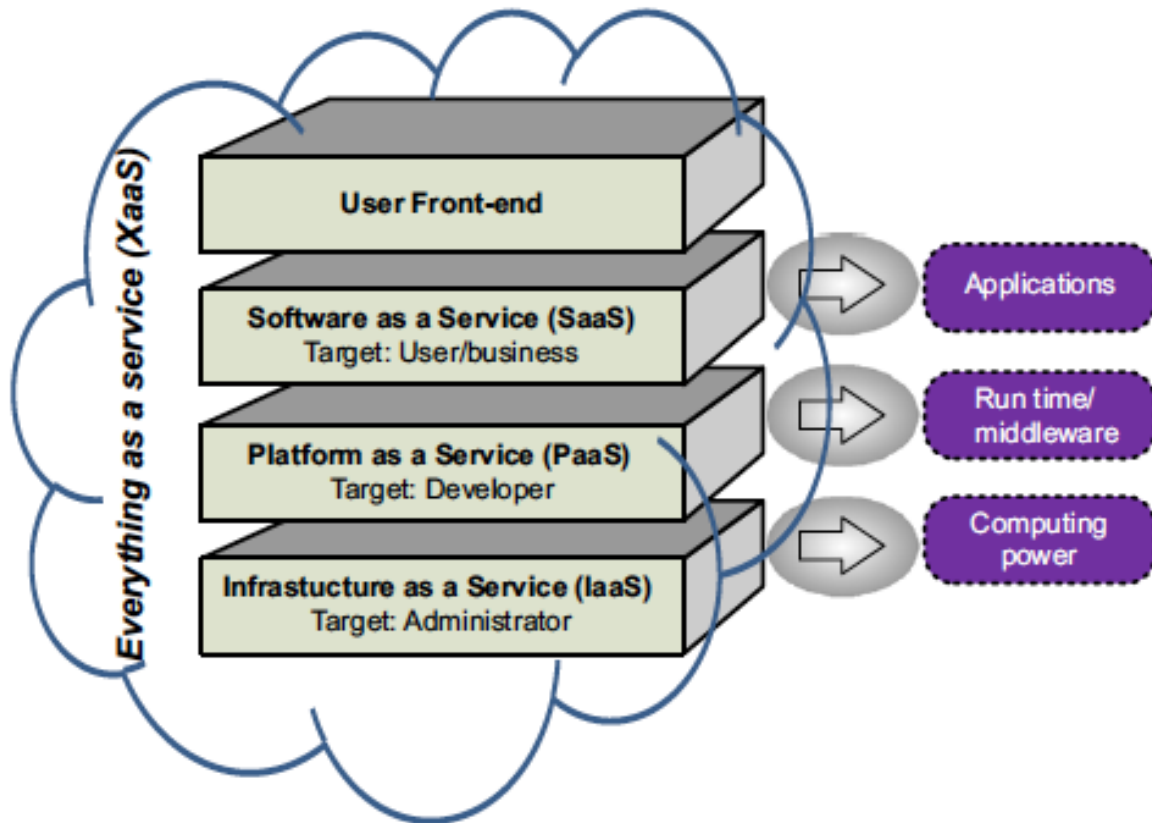 Everything as a service (XaaS)
User Front-end
Software as a Service (SaaS)
Target: User/business
Applications
Platform as a Service (PaaS)
Target: Developer
Run time/
middleware
Infrastucture as a Service (IaaS)
Target: Administrator
Computing
power